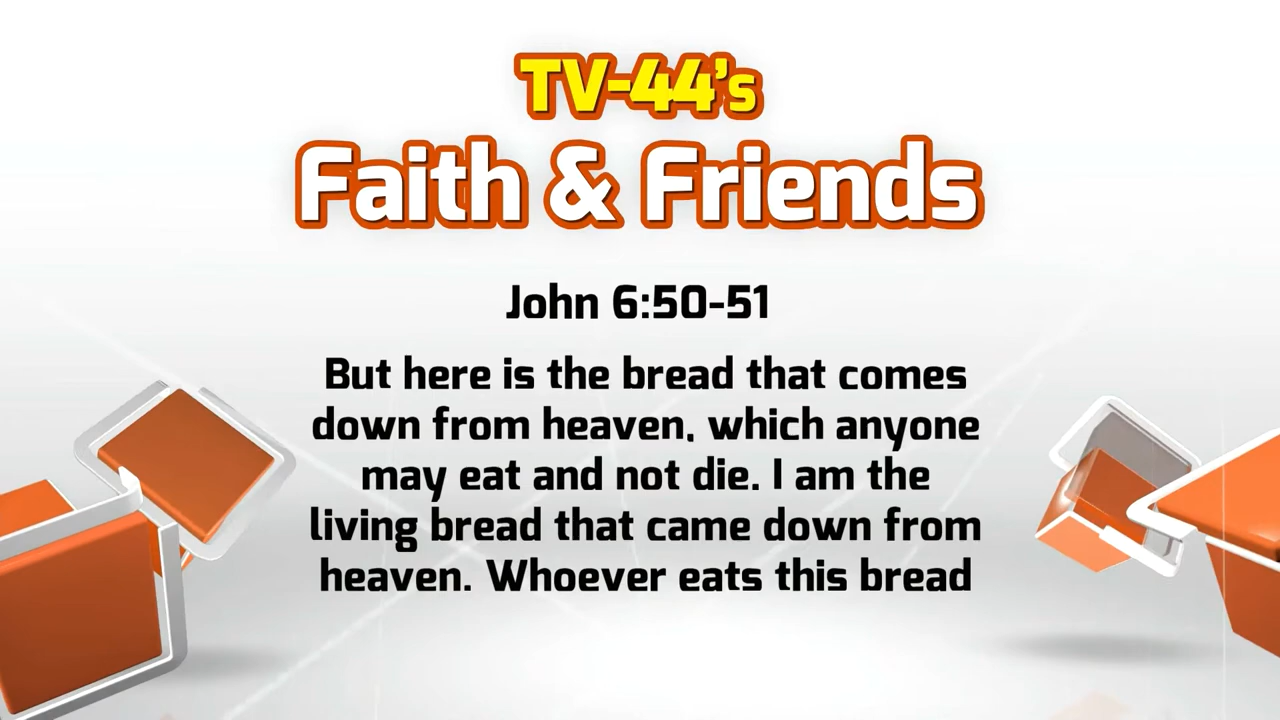 TV-44's
Faith & Friends
John 6:50-51
But here is the bread that comes
down from heaven, which anyone
may eat and not die. I am the
living bread that came down from
heaven. Whoever eats this bread